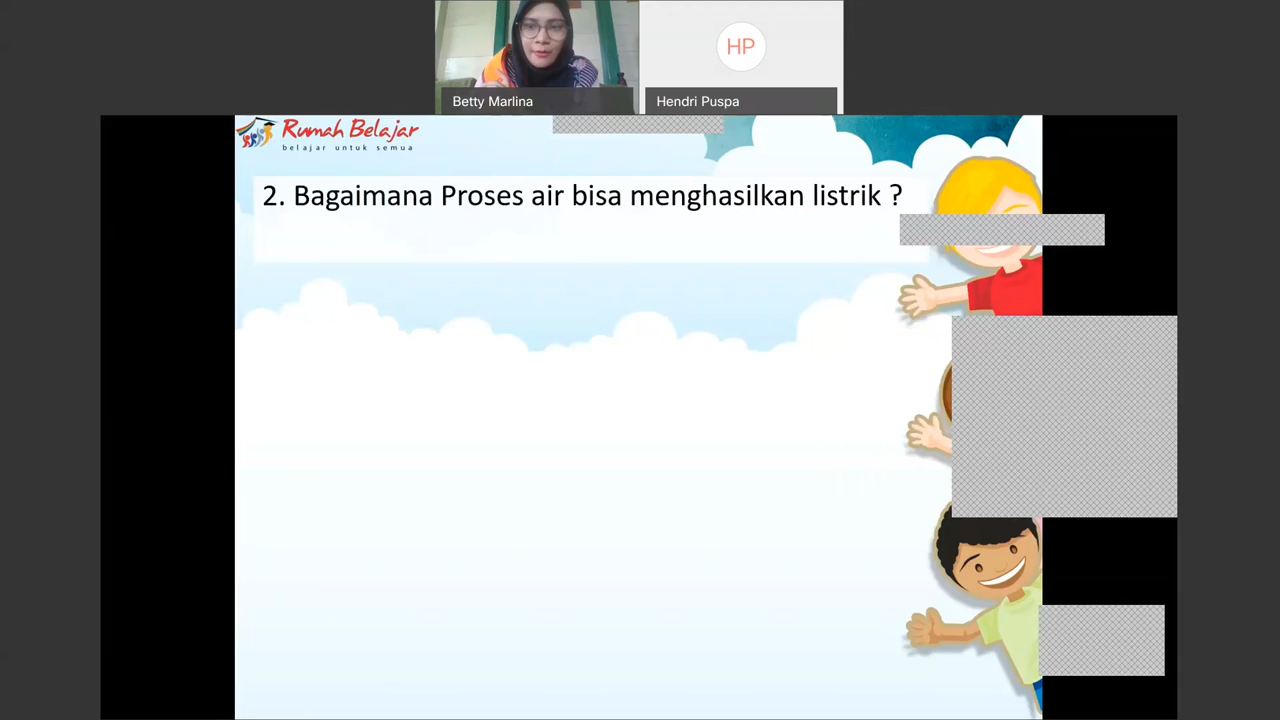 HP
Betty Marlina
Hendri Puspa
Rumah Belajar
belajar untuk semua
2. Bagaimana Proses air bisa menghasilkan listrik ?